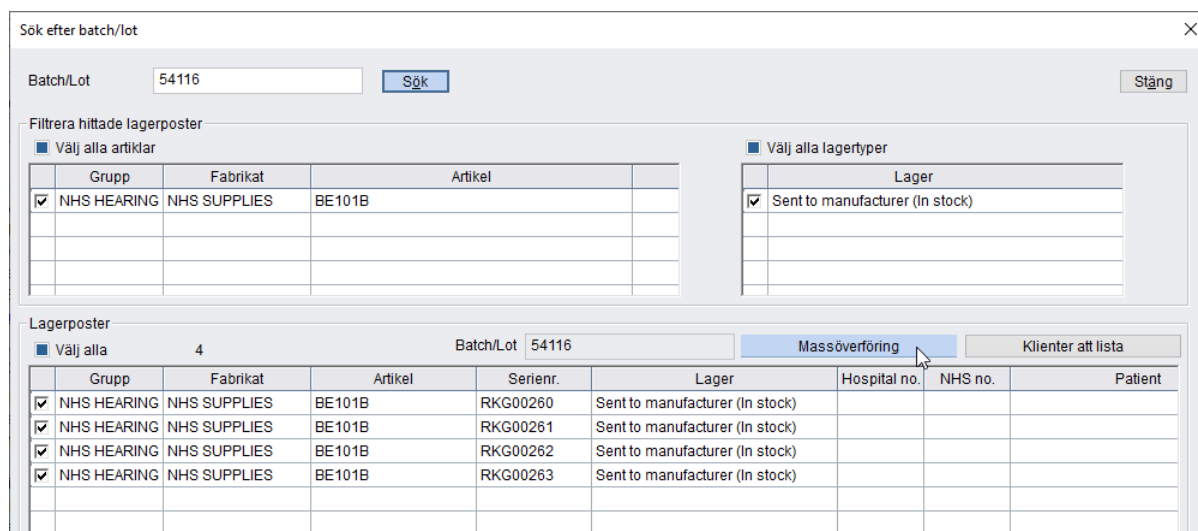 Sök efter batch/lot
Batch/Lot 54116 Sök Stäng
Filtrera hittade lagerposter
Välj alla artiklar
Grupp Fabrikat Artikel
NHS HEARING NHS SUPPLIES BE101B
Välj alla lagertyper
Lager
Sent to manufacturer (In stock)
Lagerposter
Välj alla 4 Batch/Lot 54116 Massöverföring Klienter att lista
Grupp Fabrikat Artikel Serienr. Lager Hospital no. NHS no. Patient
NHS HEARING NHS SUPPLIES BE101B RKG00260 Sent to manufacturer (In stock)
NHS HEARING NHS SUPPLIES BE101B RKG00261 Sent to manufacturer (In stock)
NHS HEARING NHS SUPPLIES BE101B RKG00262 Sent to manufacturer (In stock)
NHS HEARING NHS SUPPLIES BE101B RKG00263 Sent to manufacturer (In stock)